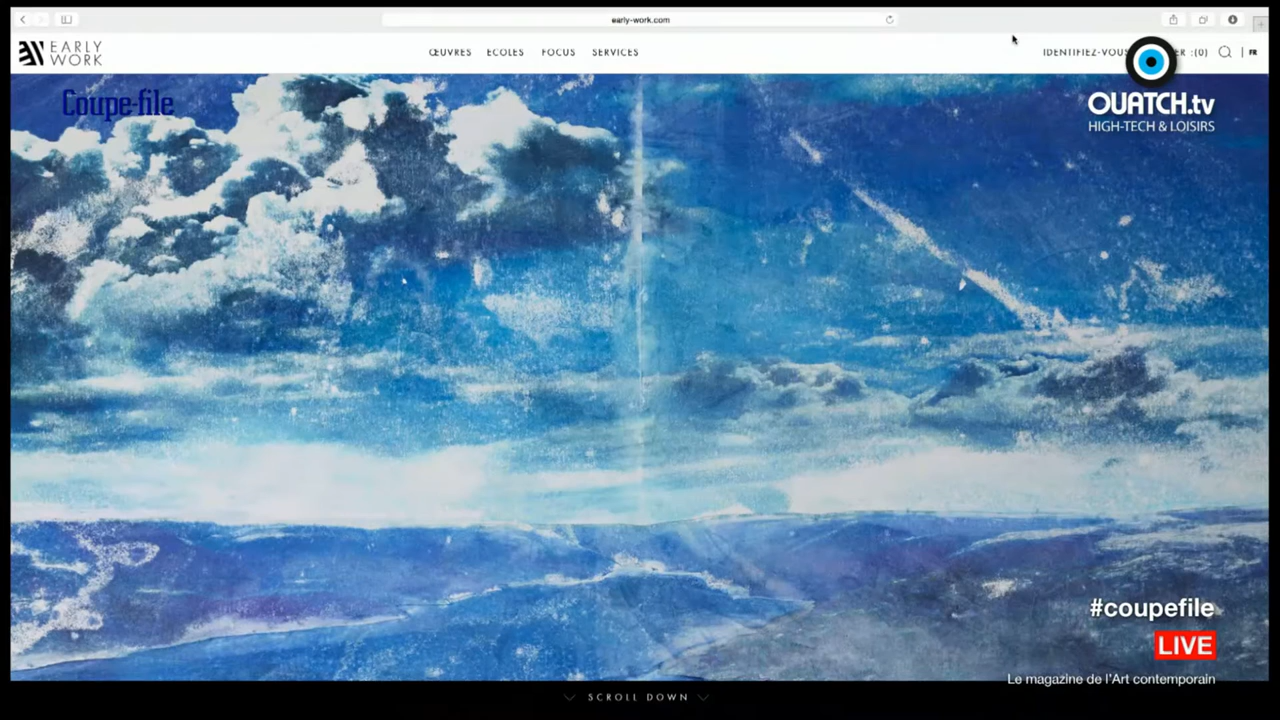 early-work.com
EARLY
WORK
ŒUVRES ECOLES FOCUS SERVICES
IDENTIFIEZ-VOUS
ER :(0) | FR
Coupe-file
OUATCH.tv
HIGH-TECH & LOISIRS
#coupefile
LIVE
Le magazine de l'Art contemporain
SCROLL DOWN